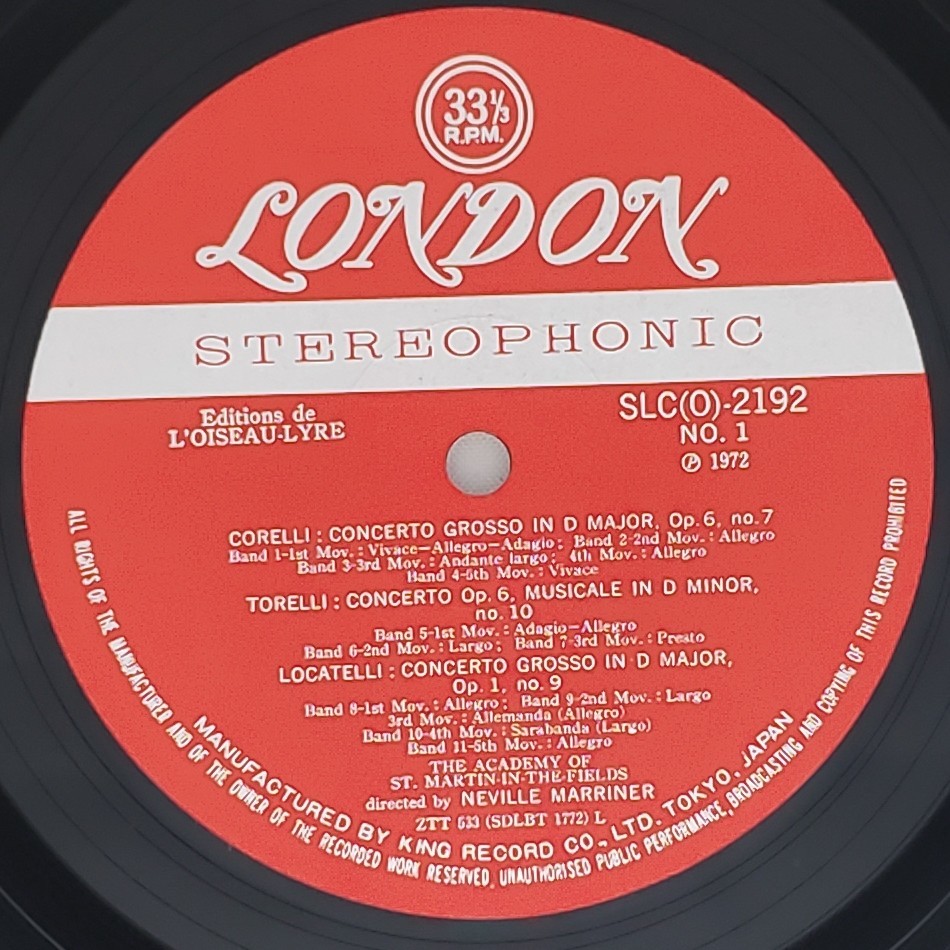 33⅓
R.P.M.
LONDON
STEREOPHONIC
Editions de
L'OISEAU-LYRE
SLC(O)-2192
NO. 1
℗ 1972
CORELLI : CONCERTO GROSSO IN D MAJOR, Op. 6, no. 7
Band 1-1st Mov. : Vivace—Allegro—Adagio ; Band 2-2nd Mov. : Allegro
Band 3-3rd Mov. : Andante largo ; 4th Mov. : Allegro
Band 4-5th Mov. : Vivace
TORELLI : CONCERTO Op. 6, MUSICALE IN D MINOR,
no. 10
Band 5-1st Mov. : Adagio—Allegro
Band 6-2nd Mov. : Largo ; Band 7-3rd Mov. : Presto
LOCATELLI : CONCERTO GROSSO IN D MAJOR,
Op. 1, no. 9
Band 8-1st Mov. : Allegro ; Band 9-2nd Mov. : Largo
3rd Mov. : Allemanda (Allegro)
Band 10-4th Mov. : Sarabanda (Largo)
Band 11-5th Mov. : Allegro
THE ACADEMY OF
ST. MARTIN-IN-THE-FIELDS
directed by NEVILLE MARRINER
ZTT 533 (SDLBT 1772) L
MANUFACTURED BY KING RECORD CO., LTD. TOKYO, JAPAN
ALL RIGHTS OF THE MANUFACTURER AND OF THE OWNER OF THE RECORDED WORK RESERVED. UNAUTHORISED PUBLIC PERFORMANCE, BROADCASTING AND COPYING OF THIS RECORD PROHIBITED